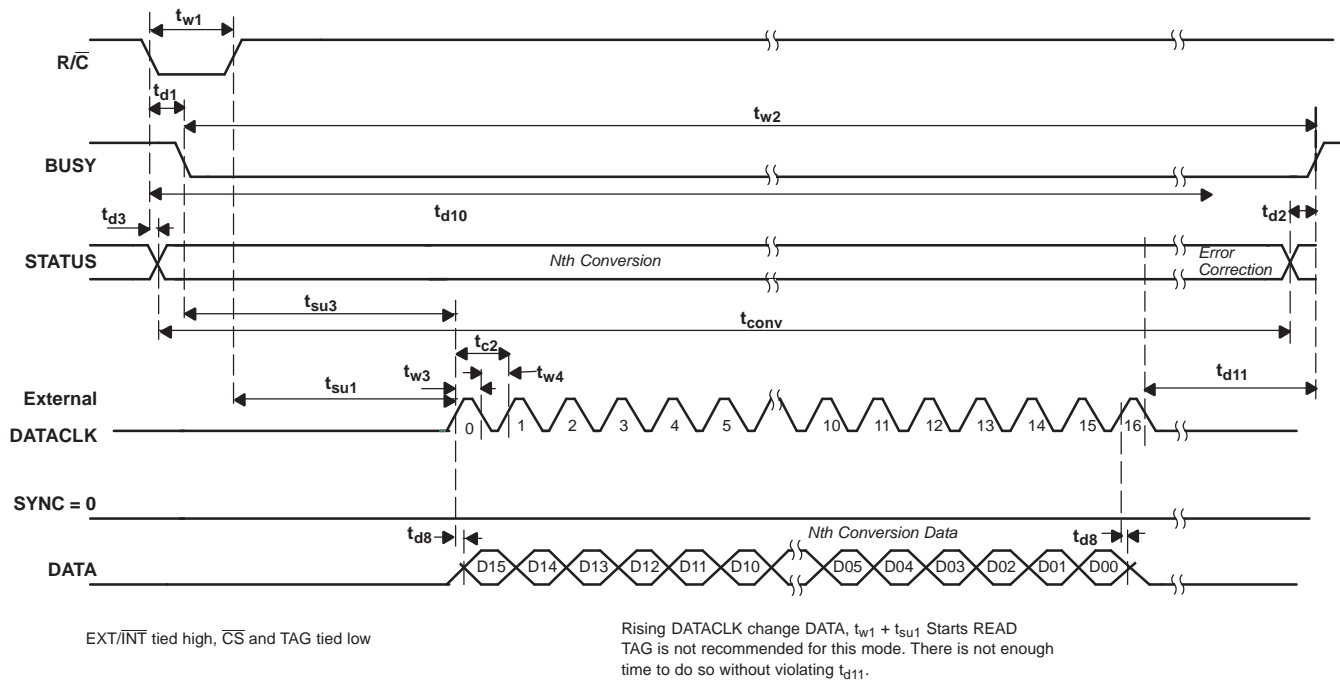 tw1
R/C̅
td1
tw2
BUSY
td10
td3
td2
STATUS
Nth Conversion
Error
Correction
tsu3
tconv
tc2
tw3
tw4
tsu1
td11
External
DATACLK
0 1 2 3 4 5 10 11 12 13 14 15 16
SYNC = 0
td8
Nth Conversion Data
td8
DATA
D15 D14 D13 D12 D11 D10 D05 D04 D03 D02 D01 D00
EXT/I̅N̅T̅ tied high, C̅S̅ and TAG tied low
Rising DATACLK change DATA, tw1 + tsu1 Starts READ
TAG is not recommended for this mode. There is not enough
time to do so without violating td11.